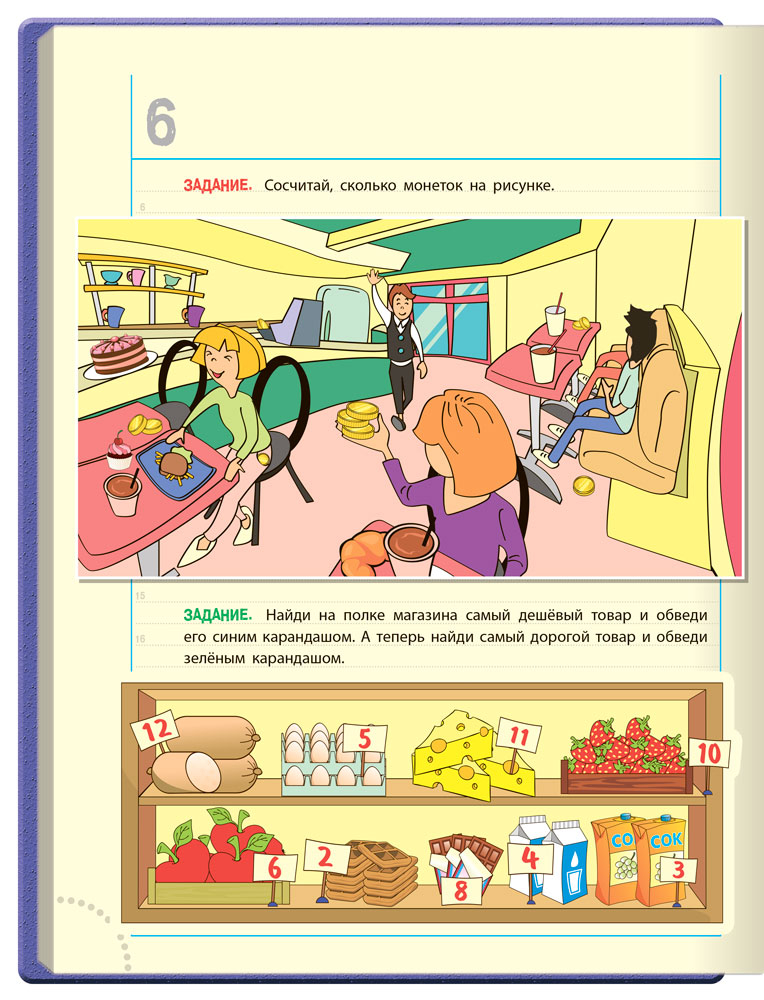 6
ЗАДАНИЕ. Сосчитай, сколько монеток на рисунке.
6
15
ЗАДАНИЕ. Найди на полке магазина самый дешёвый товар и обведи
16
его синим карандашом. А теперь найди самый дорогой товар и обведи
зелёным карандашом.
12
5
11
10
СОК
СОК
6
2
8
4
3